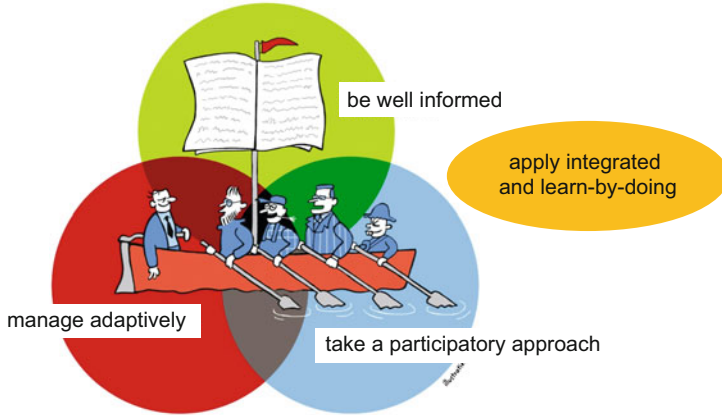 be well informed
apply integrated
and learn-by-doing
manage adaptively
take a participatory approach